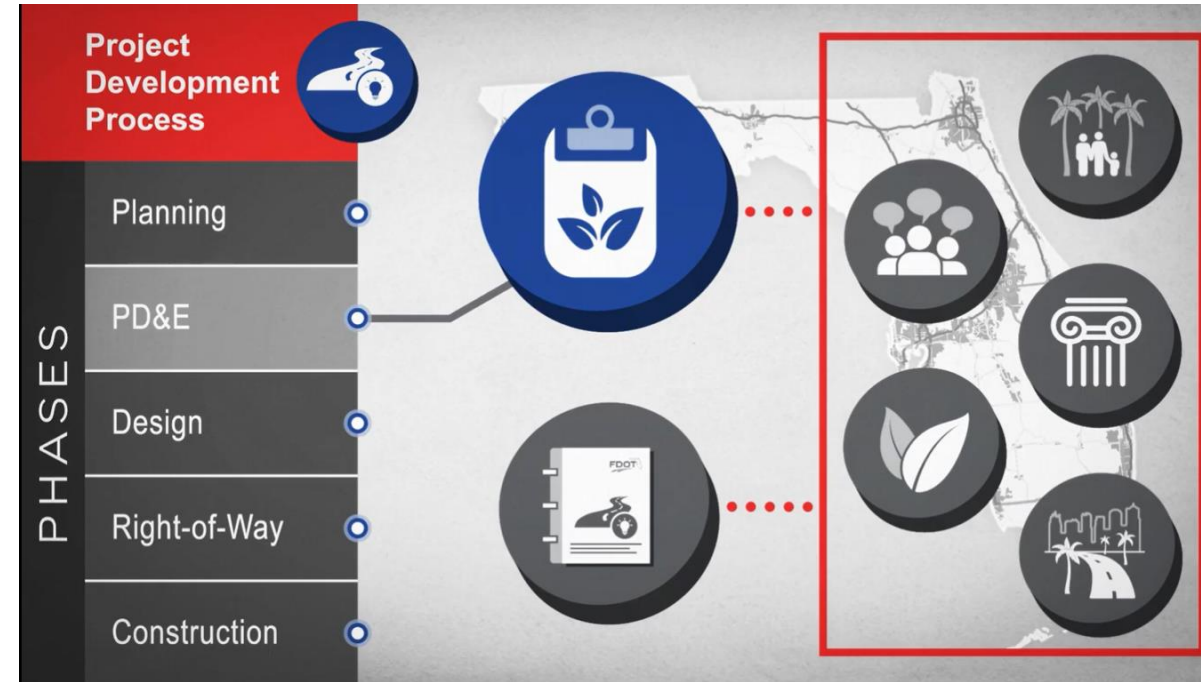 Project
Development
Process
PHASES
Planning
PD&E
Design
Right-of-Way
Construction
FDOT